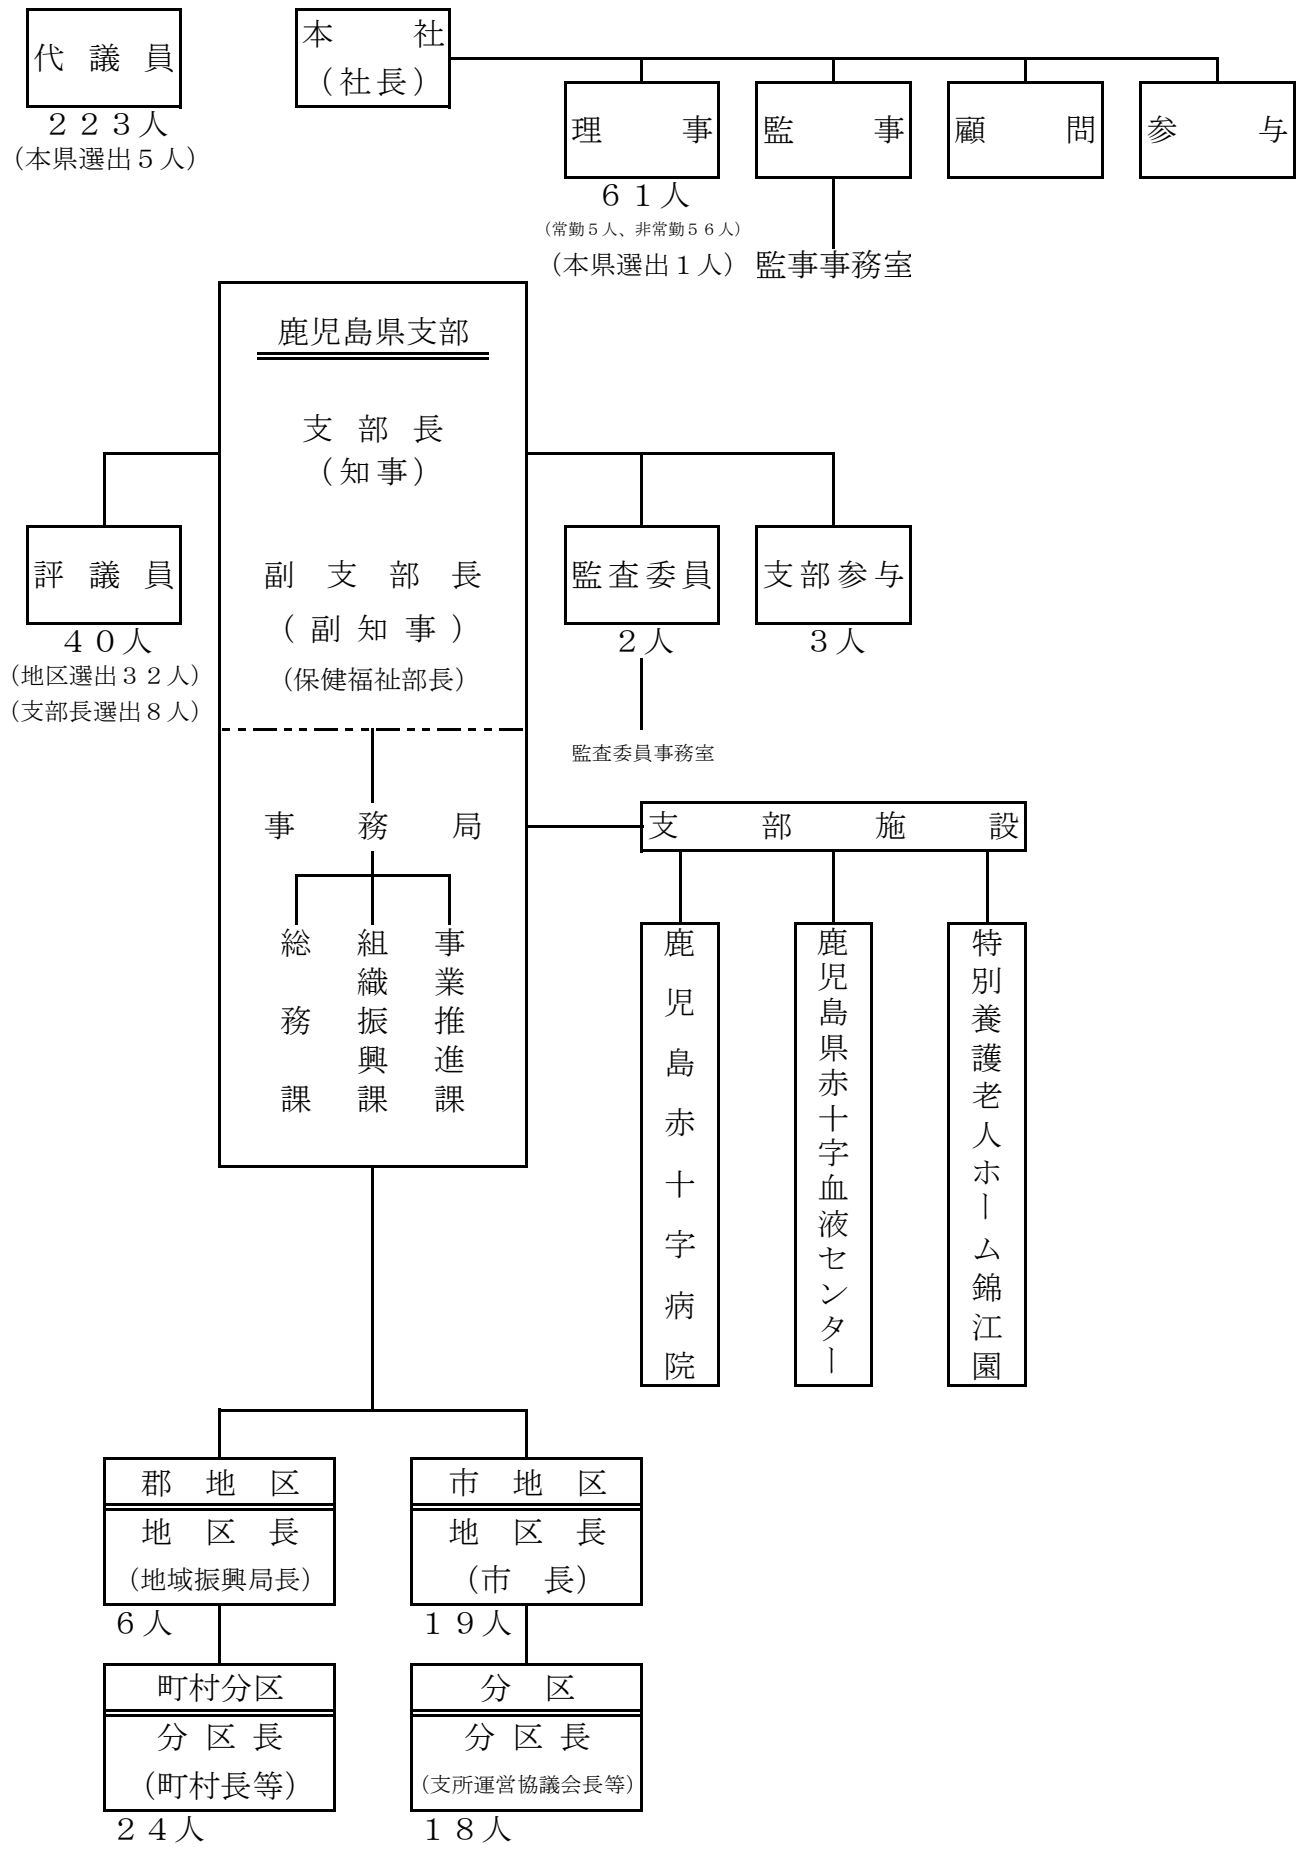 代議員
223人
(本県選出5人)
本社
(社長)
理事
61人
(常勤5人、非常勤56人)
(本県選出1人)
監事
監事事務室
顧問
参与
鹿児島県支部
支部長
(知事)
副支部長
(副知事)
(保健福祉部長)
評議員
40人
(地区選出32人)
(支部長選出8人)
監査委員
2人
監査委員事務室
支部参与
3人
事務局
総務課
組織振興課
事業推進課
支部施設
鹿児島赤十字病院
鹿児島県赤十字血液センター
特別養護老人ホーム錦江園
郡地区
地区長
(地域振興局長)
6人
市地区
地区長
(市 長)
19人
町村分区
分区長
(町村長等)
24人
分区
分区長
(支所運営協議会長等)
18人